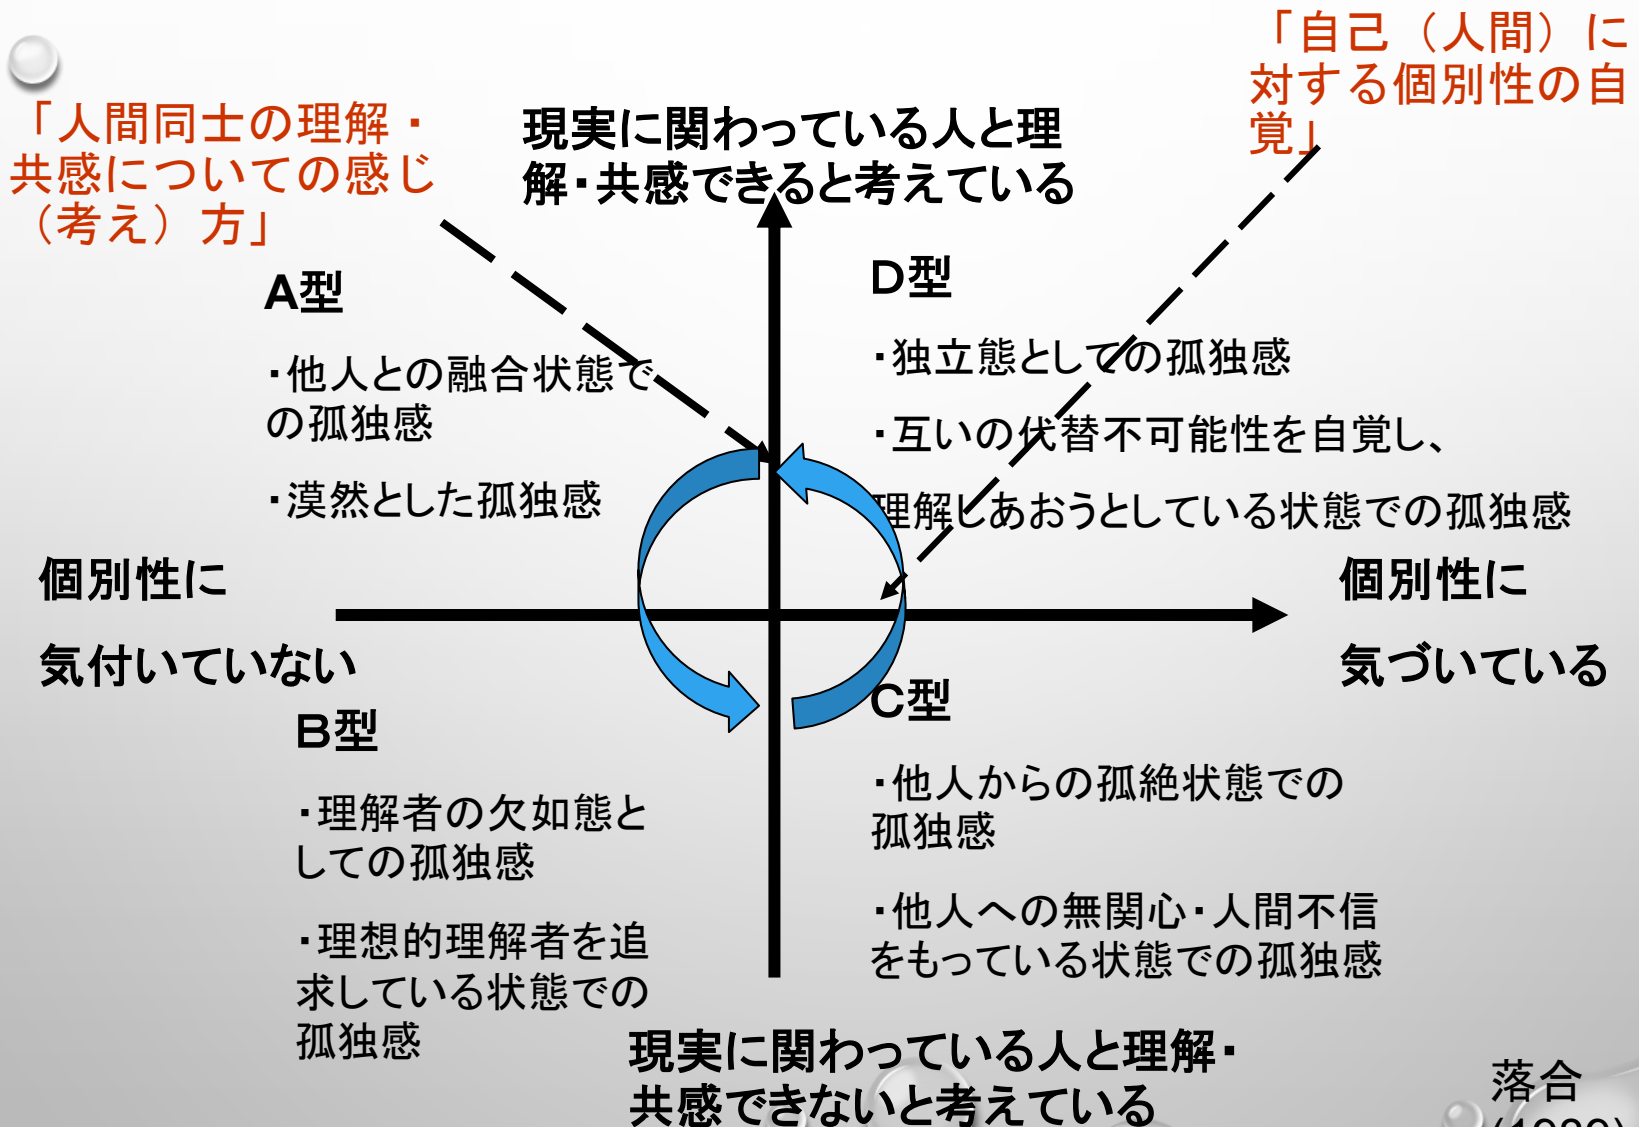 「自己（人間）に
対する個別性の自
覚」
「人間同士の理解・
共感についての感じ
（考え）方」
現実に関わっている人と理
解・共感できると考えている
A型
・他人との融合状態で
の孤独感
・漠然とした孤独感
D型
・独立態としての孤独感
・互いの代替不可能性を自覚し、
理解しあおうとしている状態での孤独感
個別性に
気付いていない
個別性に
気づいている
B型
・理解者の欠如態と
しての孤独感
・理想的理解者を追
求している状態での
孤独感
C型
・他人からの孤絶状態での
孤独感
・他人への無関心・人間不信
をもっている状態での孤独感
現実に関わっている人と理解・
共感できないと考えている
落合